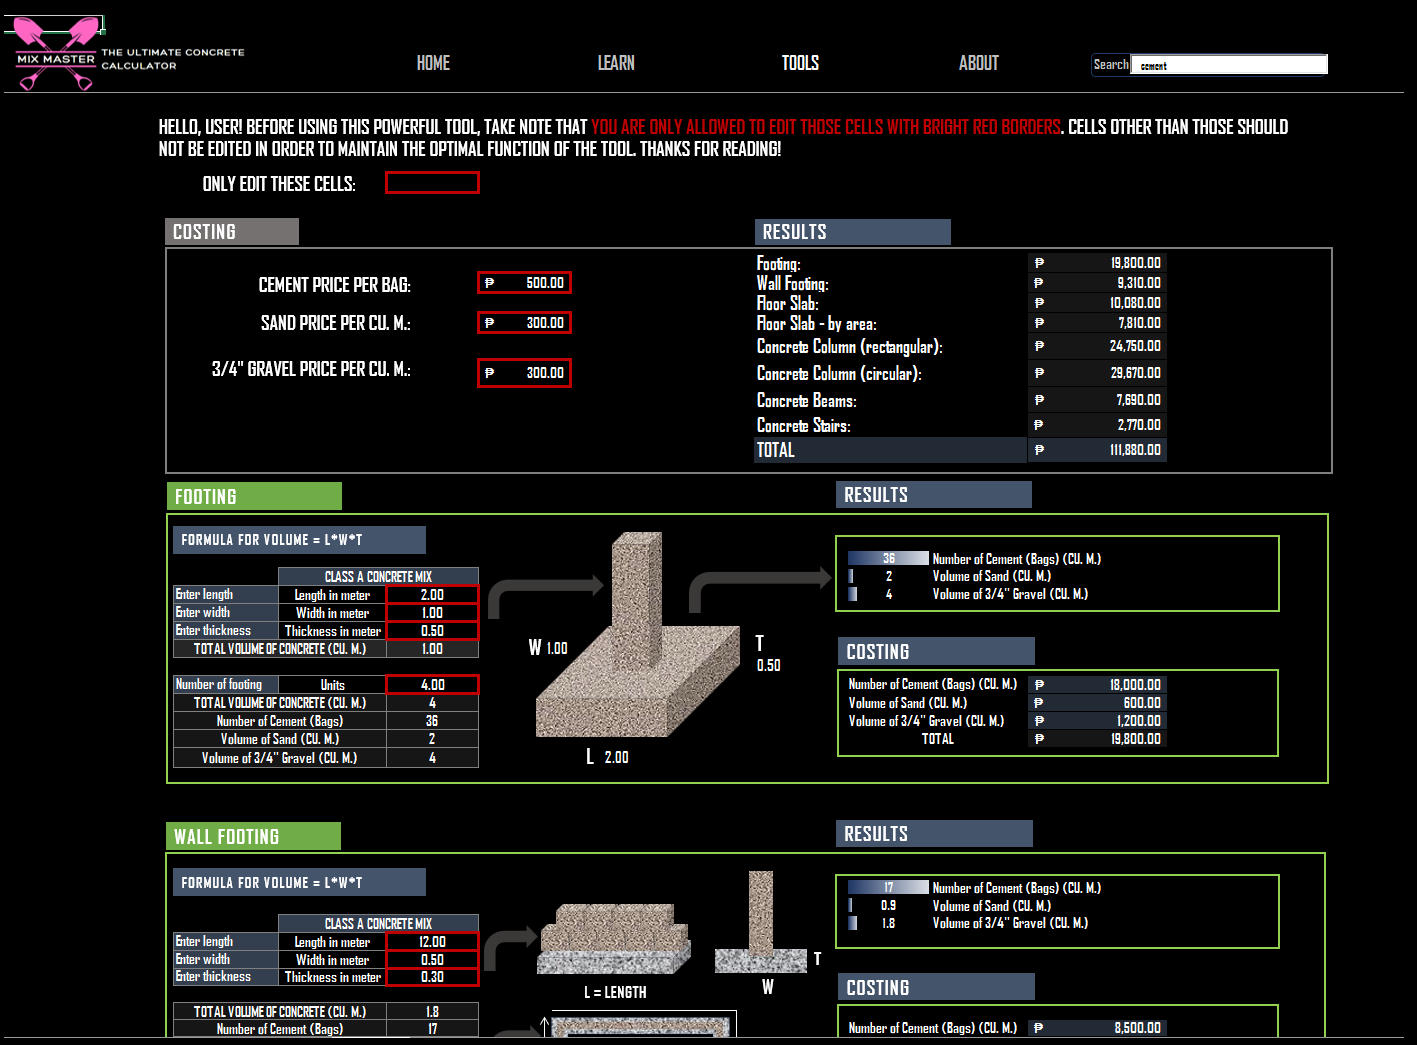 MIX MASTER
THE ULTIMATE CONCRETE
CALCULATOR
HOME LEARN TOOLS ABOUT Search cement
HELLO, USER! BEFORE USING THIS POWERFUL TOOL, TAKE NOTE THAT YOU ARE ONLY ALLOWED TO EDIT THOSE CELLS WITH BRIGHT RED BORDERS. CELLS OTHER THAN THOSE SHOULD
NOT BE EDITED IN ORDER TO MAINTAIN THE OPTIMAL FUNCTION OF THE TOOL. THANKS FOR READING!
ONLY EDIT THESE CELLS:
COSTING
CEMENT PRICE PER BAG: ₱ 500.00
SAND PRICE PER CU. M.: ₱ 300.00
3/4" GRAVEL PRICE PER CU. M.: ₱ 300.00
RESULTS
Footing: ₱ 19,800.00
Wall Footing: ₱ 9,310.00
Floor Slab: ₱ 10,080.00
Floor Slab - by area: ₱ 7,810.00
Concrete Column (rectangular): ₱ 24,750.00
Concrete Column (circular): ₱ 29,670.00
Concrete Beams: ₱ 7,690.00
Concrete Stairs: ₱ 2,770.00
TOTAL ₱ 111,880.00
FOOTING
FORMULA FOR VOLUME = L*W*T
CLASS A CONCRETE MIX
Enter length Length in meter 2.00
Enter width Width in meter 1.00
Enter thickness Thickness in meter 0.50
TOTAL VOLUME OF CONCRETE (CU. M.) 1.00
Number of footing Units 4.00
TOTAL VOLUME OF CONCRETE (CU. M.) 4
Number of Cement (Bags) 36
Volume of Sand (CU. M.) 2
Volume of 3/4" Gravel (CU. M.) 4
W 1.00
T
0.50
L 2.00
RESULTS
36 Number of Cement (Bags) (CU. M.)
2 Volume of Sand (CU. M.)
4 Volume of 3/4" Gravel (CU. M.)
COSTING
Number of Cement (Bags) (CU. M.) ₱ 18,000.00
Volume of Sand (CU. M.) ₱ 600.00
Volume of 3/4" Gravel (CU. M.) ₱ 1,200.00
TOTAL ₱ 19,800.00
WALL FOOTING
FORMULA FOR VOLUME = L*W*T
CLASS A CONCRETE MIX
Enter length Length in meter 12.00
Enter width Width in meter 0.50
Enter thickness Thickness in meter 0.30
TOTAL VOLUME OF CONCRETE (CU. M.) 1.8
Number of Cement (Bags) 17
L = LENGTH
T
W
RESULTS
17 Number of Cement (Bags) (CU. M.)
0.9 Volume of Sand (CU. M.)
1.8 Volume of 3/4" Gravel (CU. M.)
COSTING
Number of Cement (Bags) (CU. M.) ₱ 8,500.00